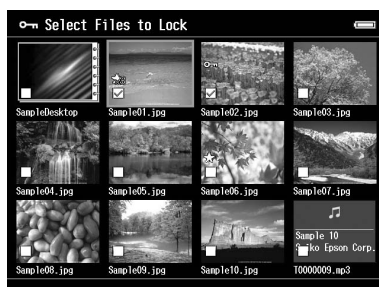 Select Files to Lock
SampleDesktop Sample01.jpg Sample02.jpg Sample03.jpg
Sample04.jpg Sample05.jpg Sample06.jpg Sample07.jpg
Sample 10
Seiko Epson Corp.
Sample08.jpg Sample09.jpg Sample10.jpg T0000009.mp3